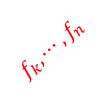 f_k, ⋯, f_n